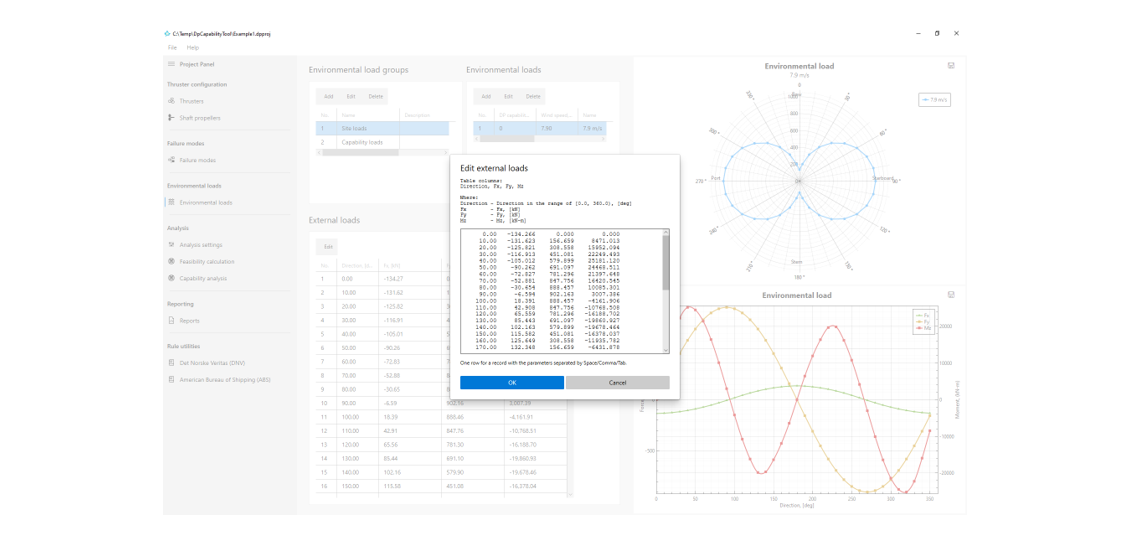 C:\Temp\DpCapabilityTool\Example1.dpproj
File Help
Project Panel
Thruster configuration
Thrusters
Shaft propellers
Failure modes
Failure modes
Environmental loads
Environmental loads
Analysis
Analysis settings
Feasibility calculation
Capability analysis
Reporting
Reports
Rule utilities
Det Norske Veritas (DNV)
American Bureau of Shipping (ABS)
Environmental load groups
Add Edit Delete
No. Name Description
1 Site loads
2 Capability loads
Environmental loads
Add Edit Delete
No. DP capabili... Wind speed... Name
1 8 7.90 7.9 m/s
External loads
Edit
No. Direction, [d... Fx, [kN]
1 0.00 -134.27
2 10.00 -131.62
3 20.00 -125.82
4 30.00 -116.91
5 40.00 -105.01
6 50.00 -90.26
7 60.00 -72.83
8 70.00 -52.88
9 80.00 -30.65
10 90.00 -6.59 902.16 3,007.39
11 100.00 18.39 888.46 -4,161.91
12 110.00 42.91 847.76 -10,768.51
13 120.00 65.56 781.30 -16,188.70
14 130.00 85.44 691.10 -19,860.93
15 140.00 102.16 579.90 -19,678.46
16 150.00 115.58 451.08 -16,378.04
Edit external loads
Table columns:
Direction, Fx, Fy, Mz
Where:
Direction - Direction in the range of [0.0, 360.0), [deg]
Fx - Fx, [kN]
Fy - Fy, [kN]
Mz - Mz, [kN-m]
0.00 -134.266 0.000 0.000
10.00 -131.623 156.659 8471.013
20.00 -125.821 308.558 15952.094
30.00 -116.913 451.081 22249.493
40.00 -105.012 579.899 25181.120
50.00 -90.262 691.097 24468.511
60.00 -72.827 781.296 21397.648
70.00 -52.881 847.756 16420.545
80.00 -30.654 888.457 10085.301
90.00 -6.594 902.163 3007.386
100.00 18.391 888.457 -4161.906
110.00 42.908 847.756 -10768.508
120.00 65.559 781.296 -16188.702
130.00 85.443 691.097 -19860.927
140.00 102.163 579.899 -19678.464
150.00 115.582 451.081 -16378.037
160.00 125.649 308.558 -11935.782
170.00 132.348 156.659 -6431.878
One row for a record with the parameters separated by Space/Comma/Tab.
OK Cancel
Environmental load
7.9 m/s
0°
Bow
1000
800
600
400
200
30°
60°
Starboard 90°
120°
150°
Stern
180°
210°
240°
270° Port
300°
330°
7.9 m/s
Environmental load
Fx
Fy
Mz
20000
10000
0
-10000
-20000
-500
0 50 100 150 200 250 300 350
Direction, [deg]
Moment, [kN-m]